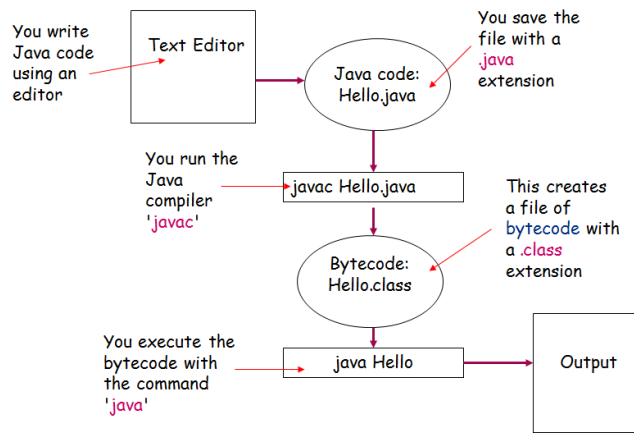 You write
Java code
using an
editor
Text Editor
Java code:
Hello.java
You save the
file with a
.java
extension
You run the
Java
compiler
'javac'
javac Hello.java
This creates
a file of
bytecode with
a .class
extension
Bytecode:
Hello.class
You execute the
bytecode with
the command
'java'
java Hello
Output